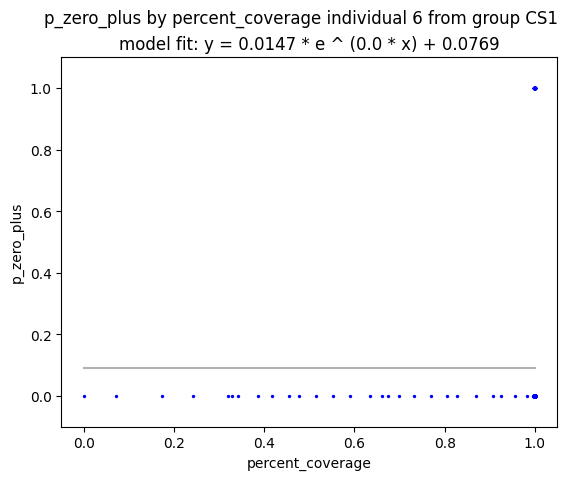 p_zero_plus by percent_coverage individual 6 from group CS1
model fit: y = 0.0147 * e ^ (0.0 * x) + 0.0769
1.0
0.8
0.6
0.4
0.2
0.0
p_zero_plus
0.0 0.2 0.4 0.6 0.8 1.0
percent_coverage